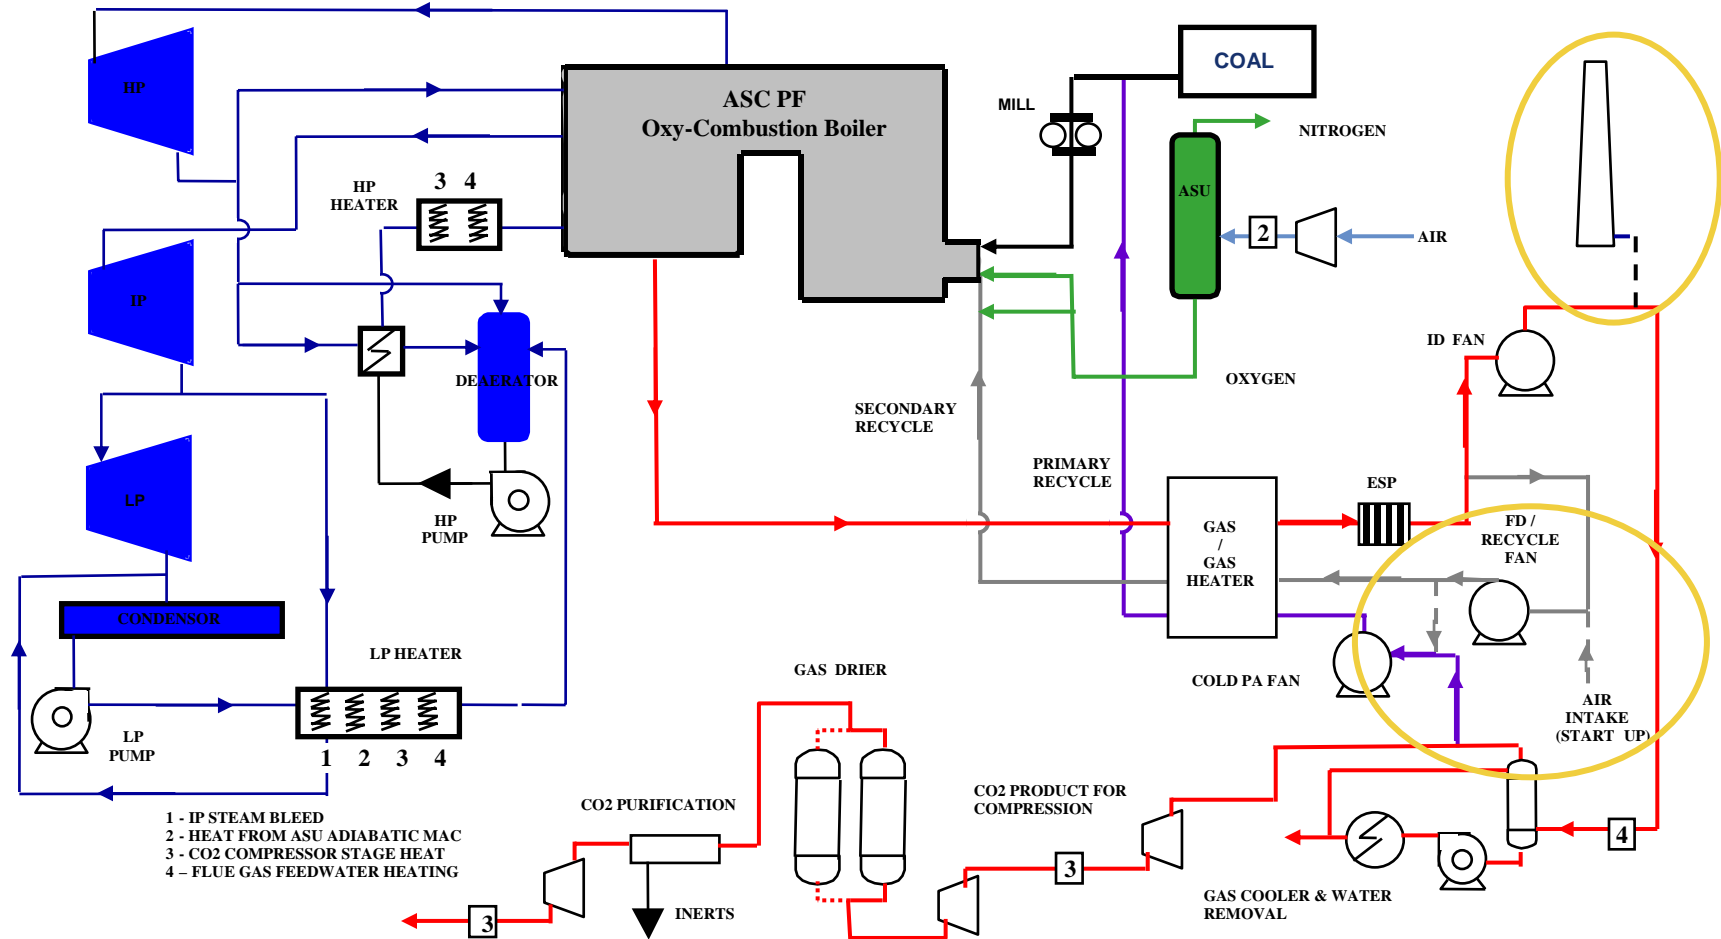 HP
ASC PF
Oxy-Combustion Boiler
COAL
MILL
NITROGEN
ASU
2
AIR
HP
HEATER
3 4
IP
DEAERATOR
OXYGEN
ID FAN
SECONDARY
RECYCLE
PRIMARY
RECYCLE
ESP
LP
HP
PUMP
GAS
/
GAS
HEATER
FD /
RECYCLE
FAN
CONDENSOR
LP HEATER
GAS DRIER
COLD PA FAN
AIR
INTAKE
(START UP)
LP
PUMP
1 2 3 4
CO2 PURIFICATION
CO2 PRODUCT FOR
COMPRESSION
1 - IP STEAM BLEED
2 - HEAT FROM ASU ADIABATIC MAC
3 - CO2 COMPRESSOR STAGE HEAT
4 – FLUE GAS FEEDWATER HEATING
4
3
GAS COOLER & WATER
REMOVAL
INERTS
3